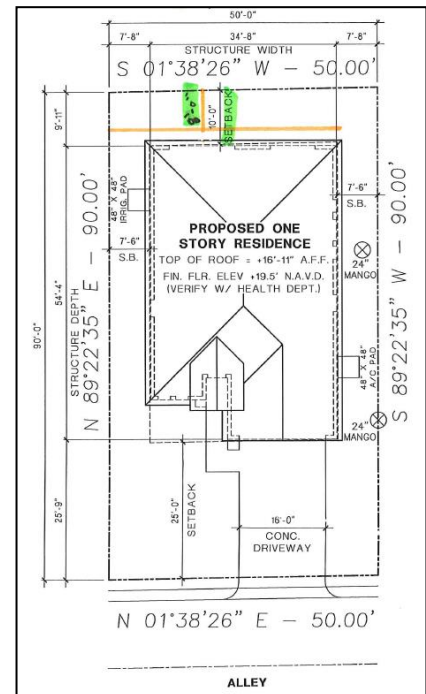 50'-0"
7'-8"
34'-8"
7'-8"
STRUCTURE WIDTH
S 01°38'26" W - 50.00'
9'-11"
8'-0"
10'-0"
SETBACK
48" X 48"
IRRIG. PAD
7'-6"
S.B.
7'-6"
S.B.
PROPOSED ONE
STORY RESIDENCE
TOP OF ROOF = +16'-11" A.F.F.
FIN. FLR. ELEV +19.5' N.A.V.D.
(VERIFY W/ HEALTH DEPT.)
24"
MANGO
90'-0"
STRUCTURE DEPTH
54'-4"
N 89°22'35" E - 90.00'
S 89°22'35" W - 90.00'
48" X 48"
A/C PAD
24"
MANGO
25'-9"
25'-0"
SETBACK
16'-0"
CONC.
DRIVEWAY
N 01°38'26" E - 50.00'
ALLEY